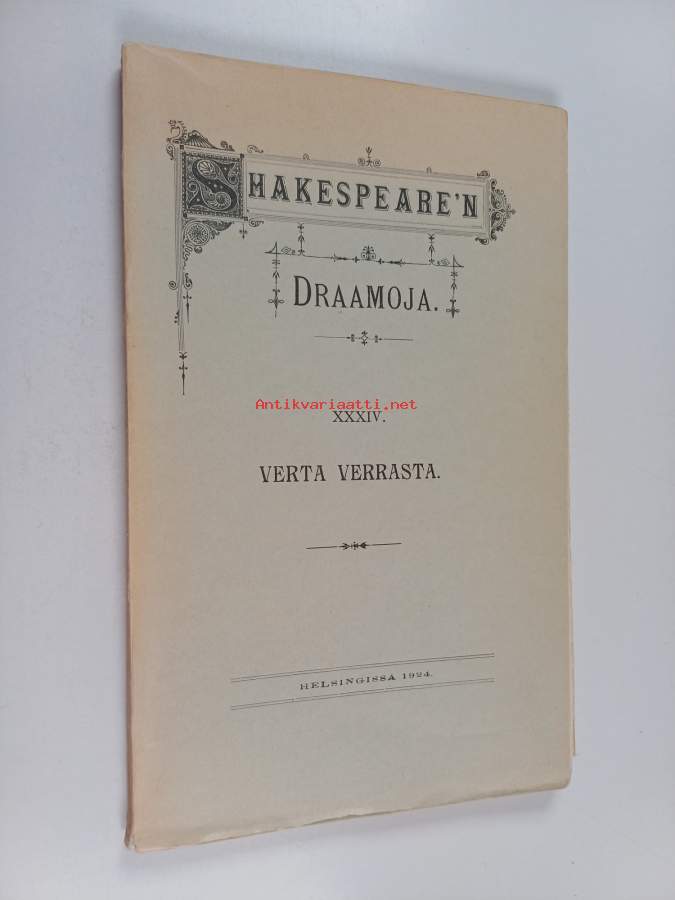 SHAKESPEARE'N
DRAAMOJA.
Antikvariaatti.net
XXXIV.
VERTA VERRASTA.
HELSINGISSÄ 1924.